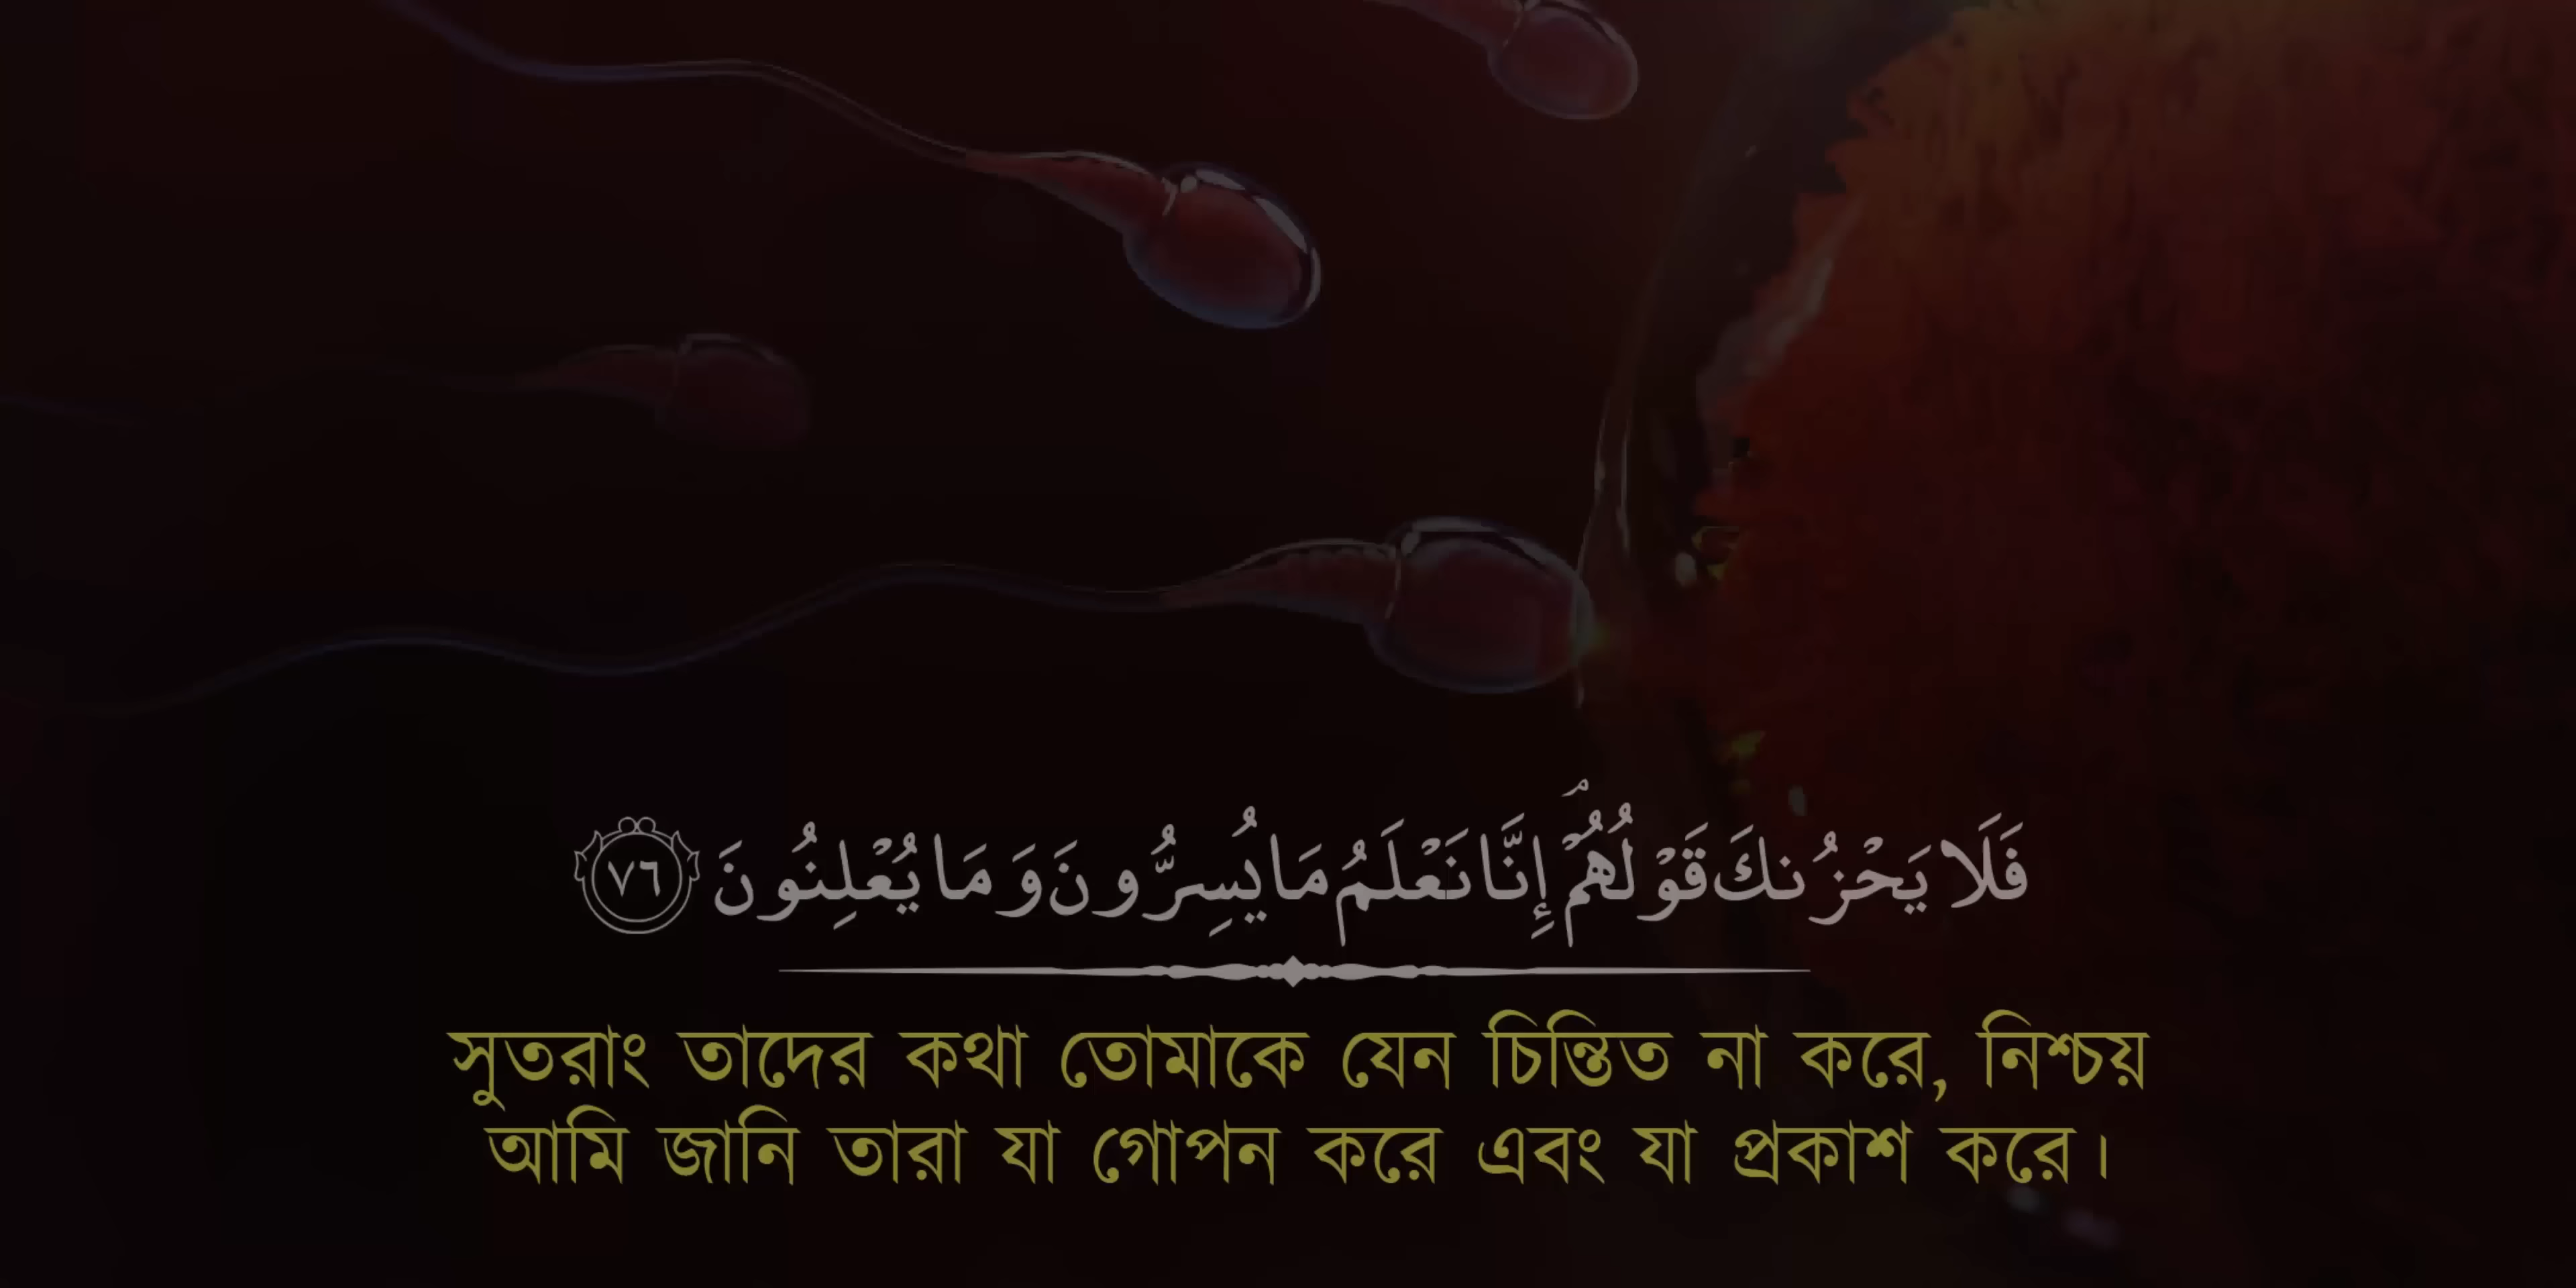 فَلَا يَحْزُنكَ قَوْلُهُمْ ۘ إِنَّا نَعْلَمُ مَا يُسِرُّونَ وَمَا يُعْلِنُونَ ٧٦
সুতরাং তাদের কথা তোমাকে যেন চিন্তিত না করে, নিশ্চয়
আমি জানি তারা যা গোপন করে এবং যা প্রকাশ করে।